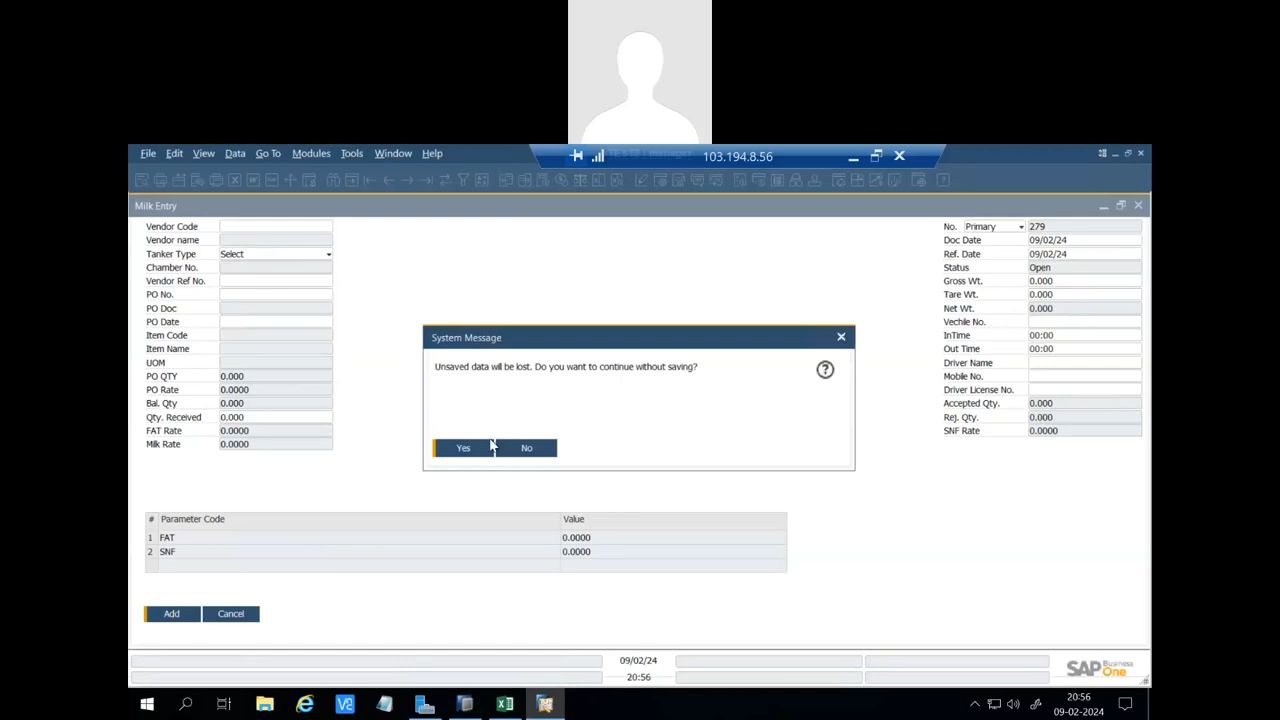 File Edit View Data Go To Modules Tools Window Help
103.194.8.56
Milk Entry
Vendor Code
Vendor name
Tanker Type Select
Chamber No.
Vendor Ref No.
PO No.
PO Doc
PO Date
Item Code
Item Name
UOM
PO QTY 0.000
PO Rate 0.0000
Bal. Qty 0.000
Qty. Received 0.000
FAT Rate 0.0000
Milk Rate 0.0000
No. Primary 279
Doc Date 09/02/24
Ref. Date 09/02/24
Status Open
Gross Wt. 0.000
Tare Wt. 0.000
Net Wt. 0.000
Vechile No.
InTime 00:00
Out Time 00:00
Driver Name
Mobile No.
Driver License No.
Accepted Qty. 0.000
Rej. Qty. 0.000
SNF Rate 0.0000
System Message
Unsaved data will be lost. Do you want to continue without saving?
Yes No
# Parameter Code Value
1 FAT 0.0000
2 SNF 0.0000
Add Cancel
09/02/24
20:56
SAP Business One
20:56
09-02-2024